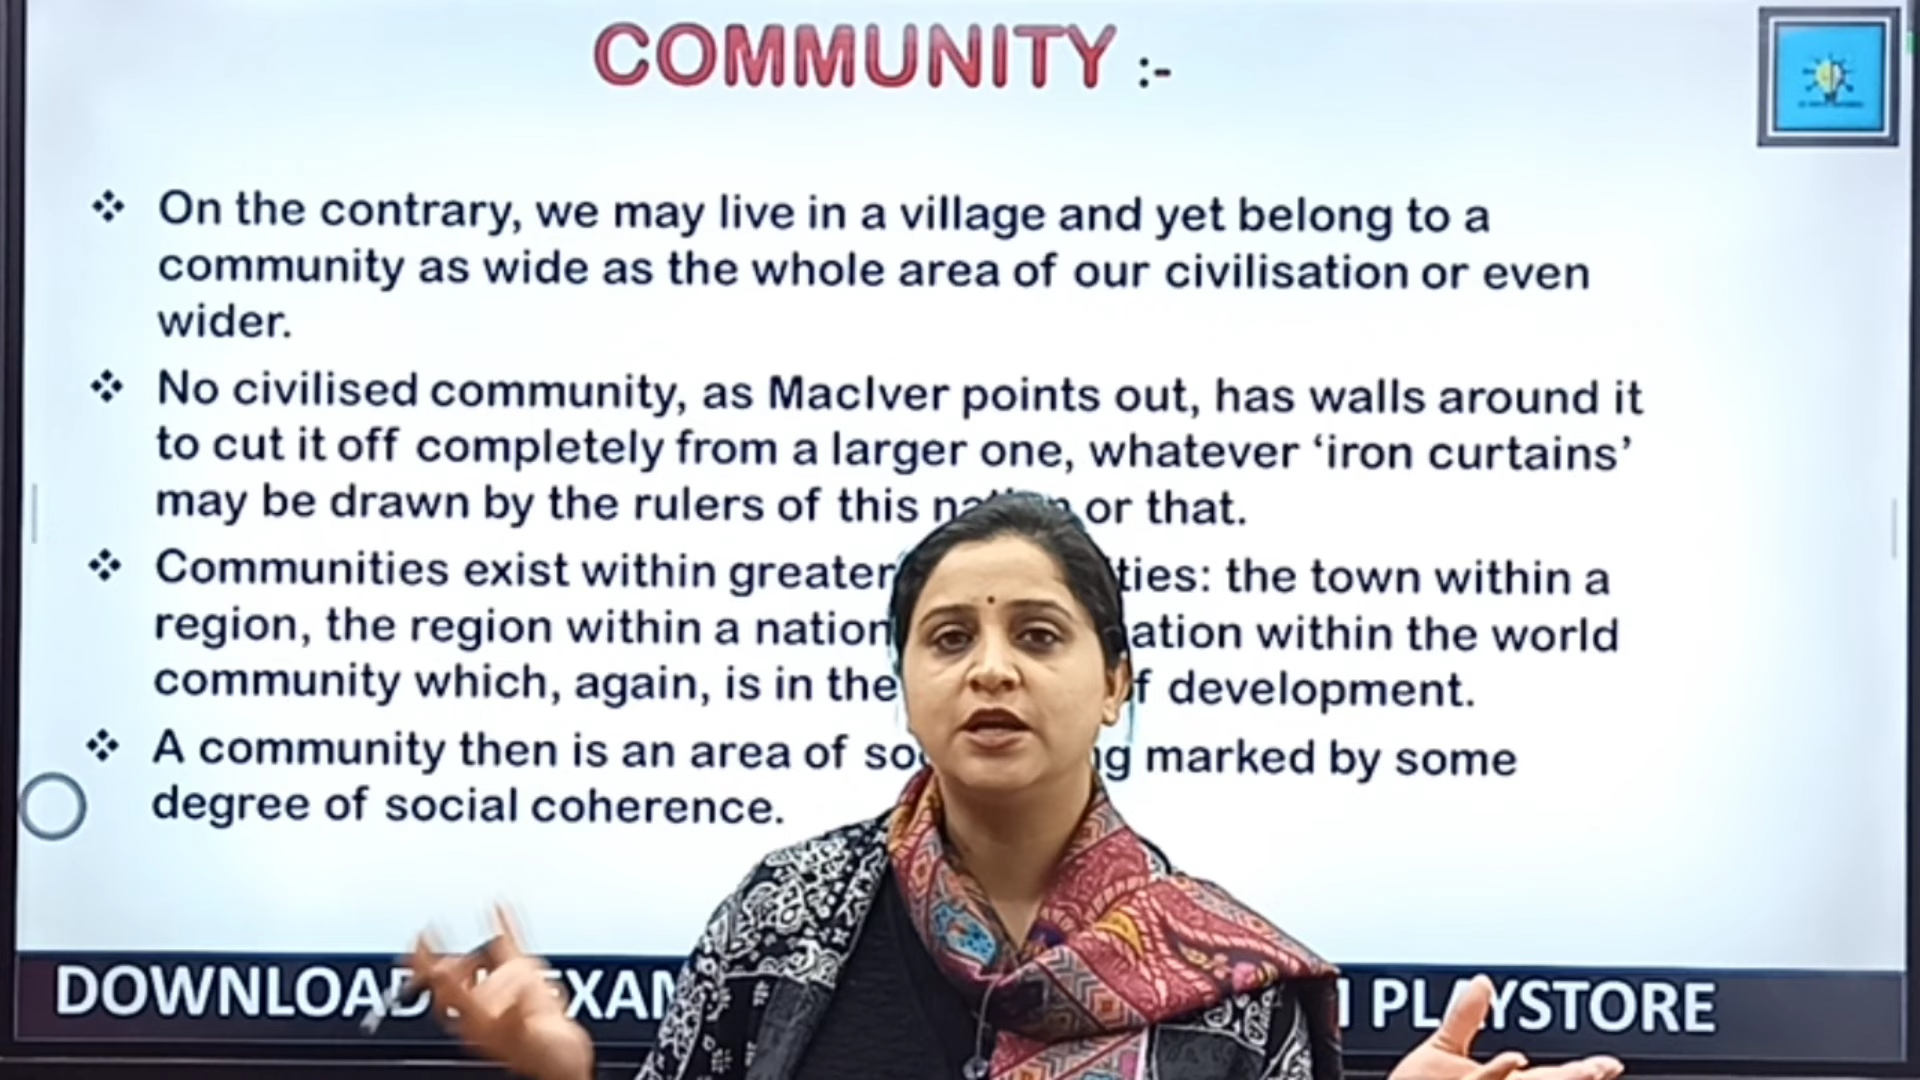 COMMUNITY :-
❖ On the contrary, we may live in a village and yet belong to a
community as wide as the whole area of our civilisation or even
wider.
❖ No civilised community, as MacIver points out, has walls around it
to cut it off completely from a larger one, whatever ‘iron curtains’
may be drawn by the rulers of this nation or that.
❖ Communities exist within greater ties: the town within a
region, the region within a nation ation within the world
community which, again, is in the f development.
❖ A community then is an area of so g marked by some
degree of social coherence.
DOWNLOAD EXAM PLAYSTORE